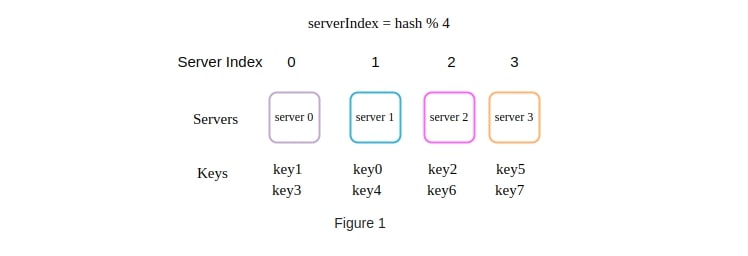 serverIndex = hash % 4
Server Index 0 1 2 3
Servers server 0 server 1 server 2 server 3
Keys key1 key0 key2 key5
key3 key4 key6 key7
Figure 1